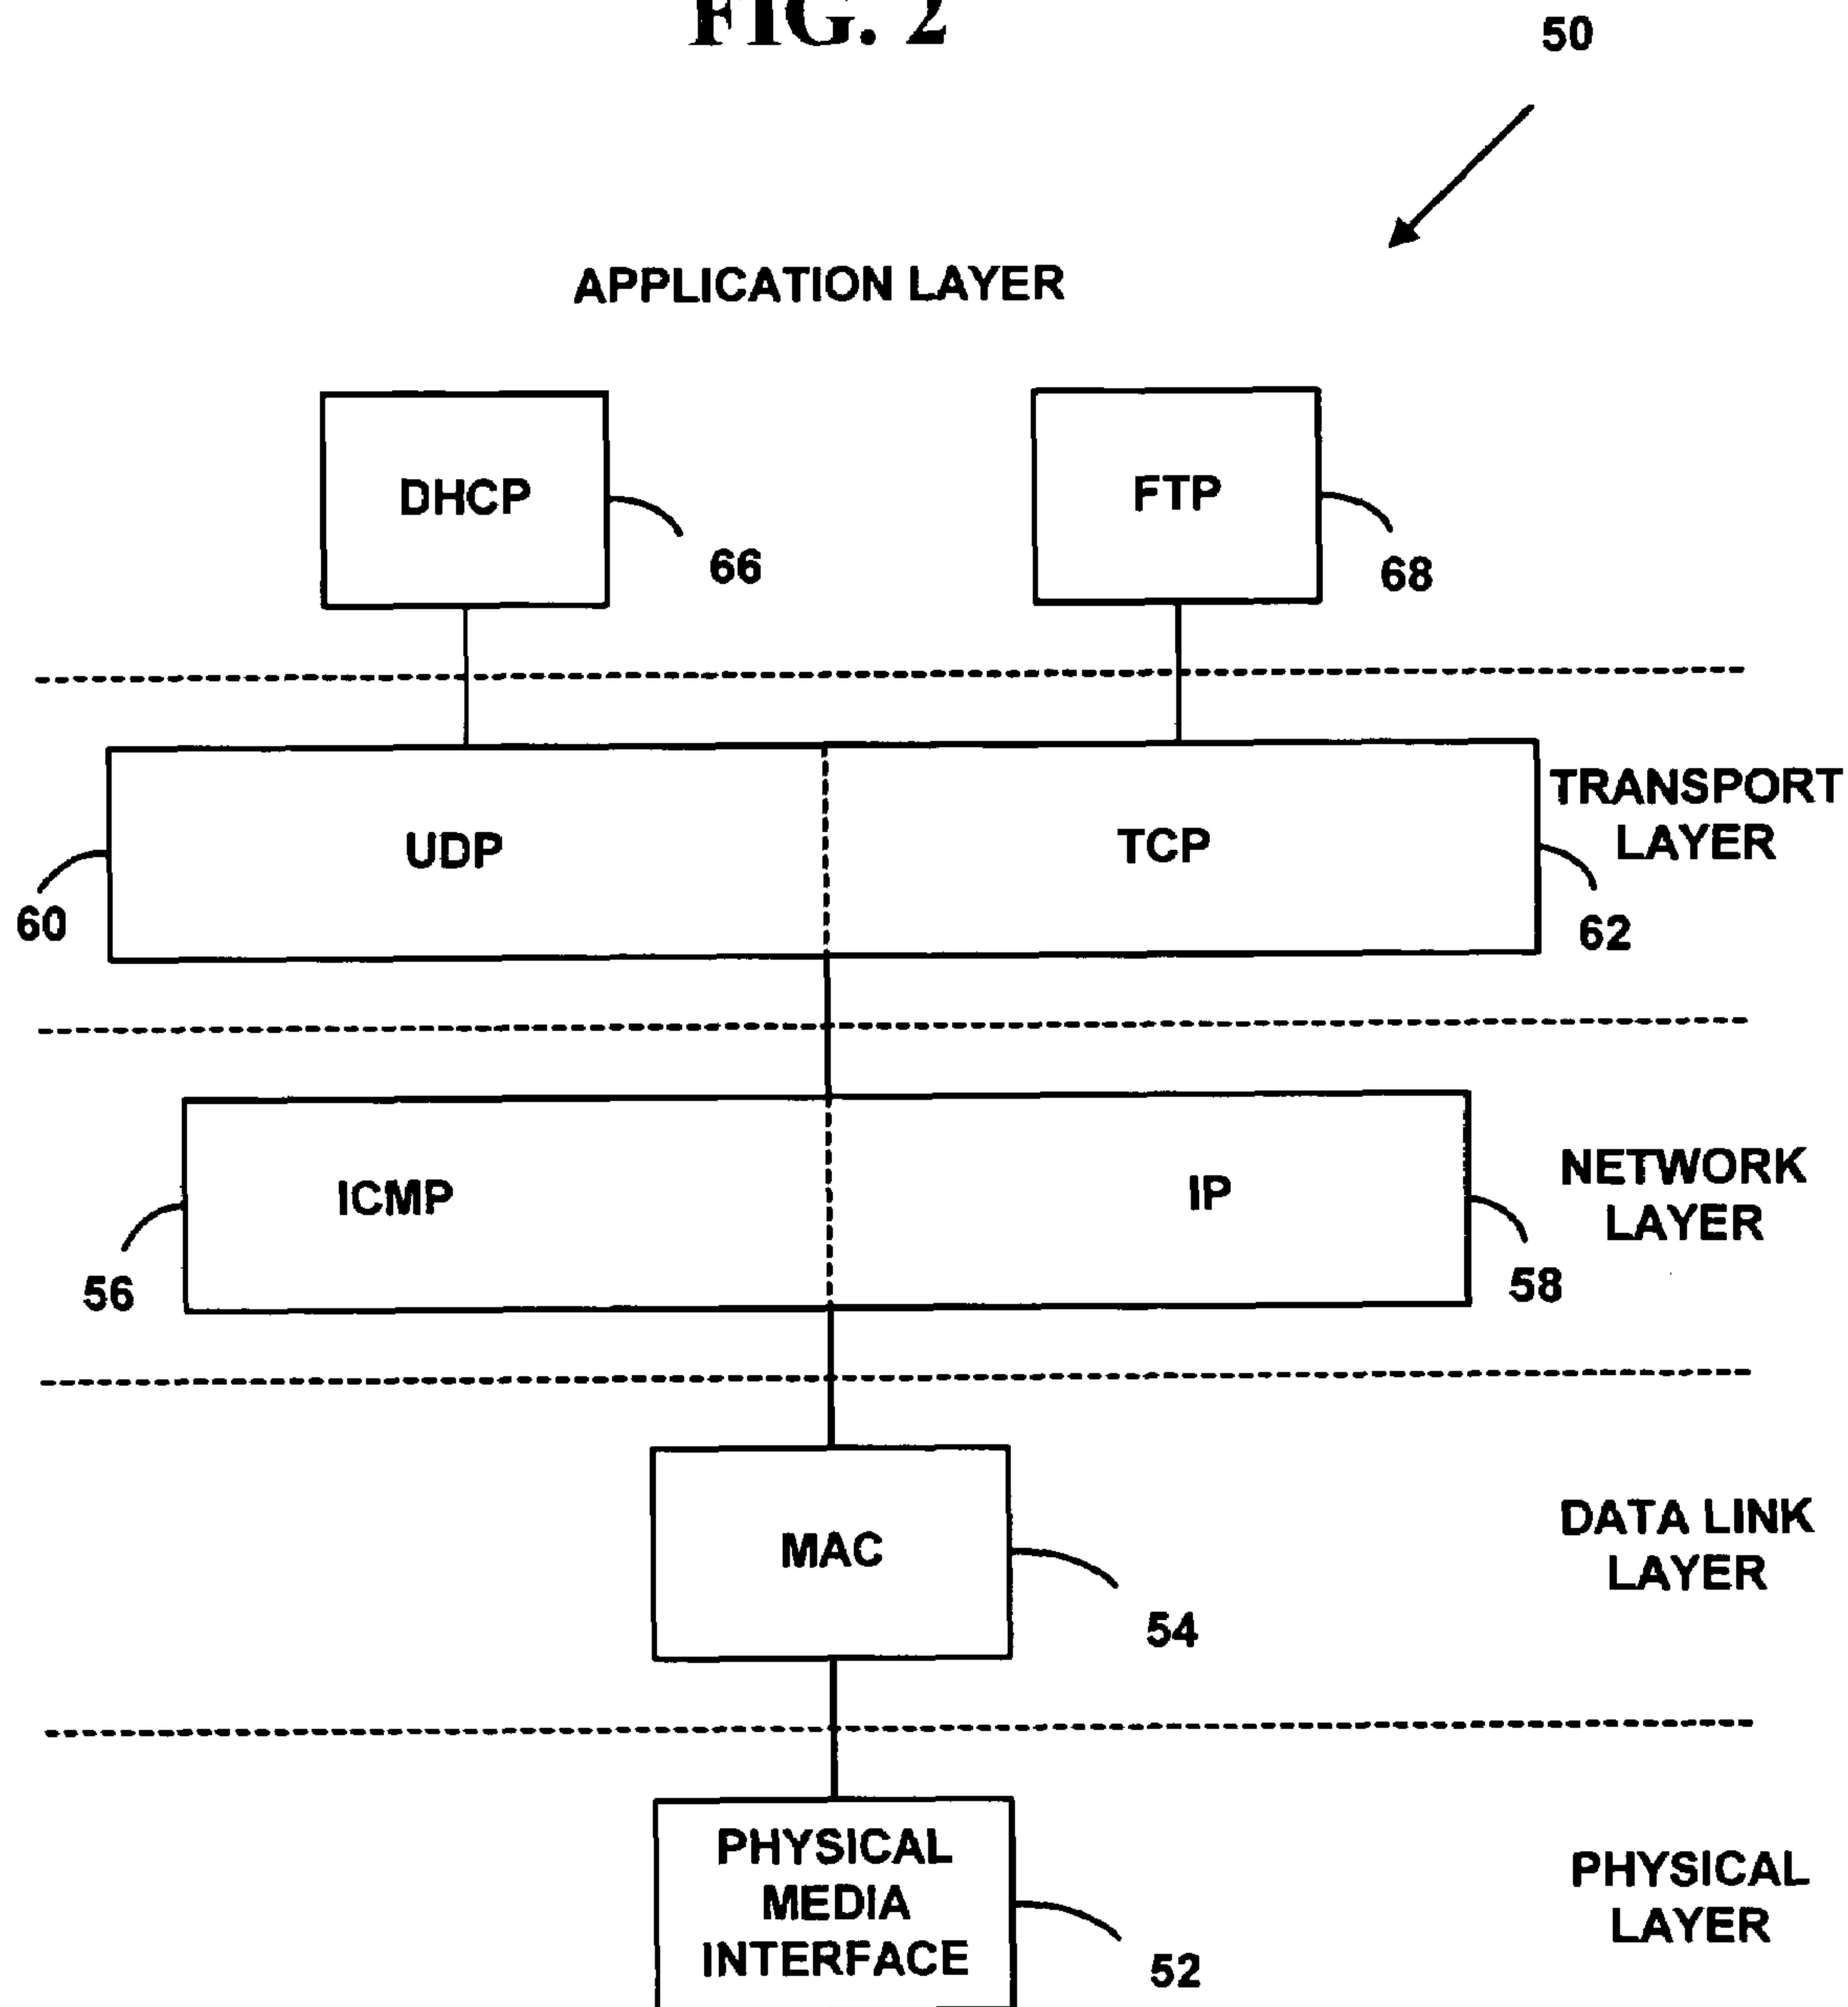 FIG. 2
50
APPLICATION LAYER
DHCP
66
FTP
68
UDP
60
TCP
62
TRANSPORT
LAYER
ICMP
56
IP
58
NETWORK
LAYER
MAC
54
DATA LINK
LAYER
PHYSICAL
MEDIA
INTERFACE
52
PHYSICAL
LAYER